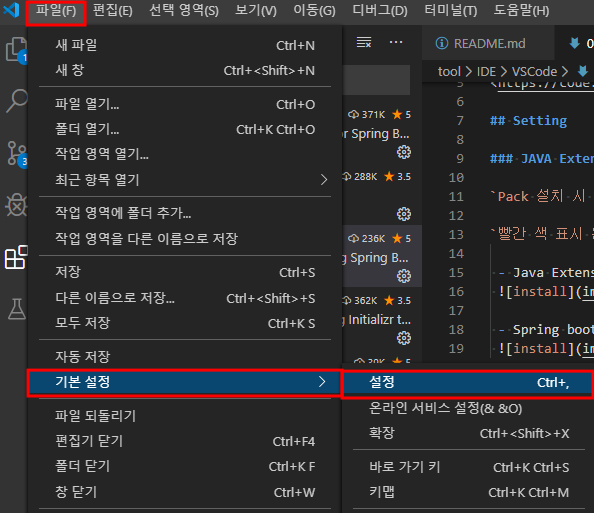 파일(F) 편집(E) 선택 영역(S) 보기(V) 이동(G) 디버그(D) 터미널(T) 도움말(H)
새 파일 Ctrl+N
새 창 Ctrl+<Shift>+N
파일 열기... Ctrl+O
폴더 열기... Ctrl+K Ctrl+O
작업 영역 열기...
최근 항목 열기
작업 영역에 폴더 추가...
작업 영역을 다른 이름으로 저장
저장 Ctrl+S
다른 이름으로 저장... Ctrl+<Shift>+S
모두 저장 Ctrl+K S
자동 저장
기본 설정
파일 되돌리기
편집기 닫기 Ctrl+F4
폴더 닫기 Ctrl+K F
창 닫기 Ctrl+W
설정 Ctrl+,
온라인 서비스 설정(& &O)
확장 Ctrl+<Shift>+X
바로 가기 키 Ctrl+K Ctrl+S
키맵 Ctrl+K Ctrl+M
1
3
371K 5
or Spring B...
288K 3.5
236K 5
g Spring B...
362K 3.5
Initializr t...
239K 3.5
README.md 0
tool > IDE > VSCode >
5 <https://code.
6
7 ## Setting
8
9 ### JAVA Exten
10
11 `Pack 설치 시
12
13 `빨간 색 표시
14
15 - Java Extens
16 ![install](im
17
18 - Spring boot
19 ![install](im